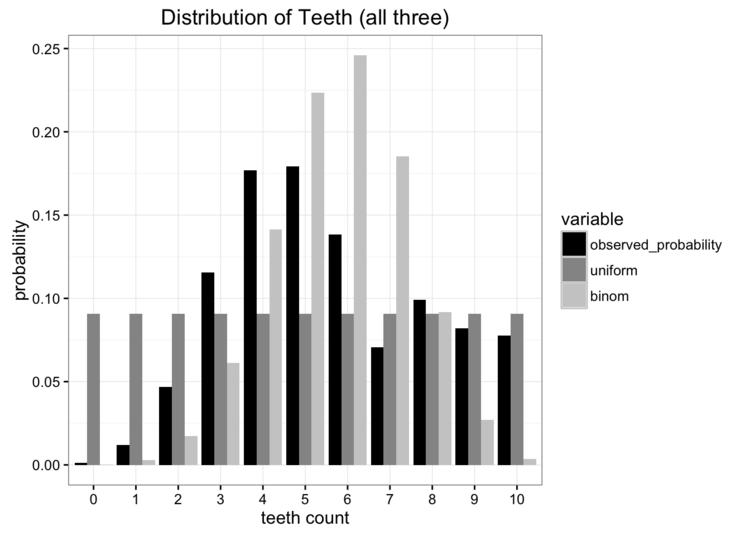 Distribution of Teeth (all three)
probability
0.25
0.20
0.15
0.10
0.05
0.00
0 1 2 3 4 5 6 7 8 9 10
teeth count
variable
observed_probability
uniform
binom